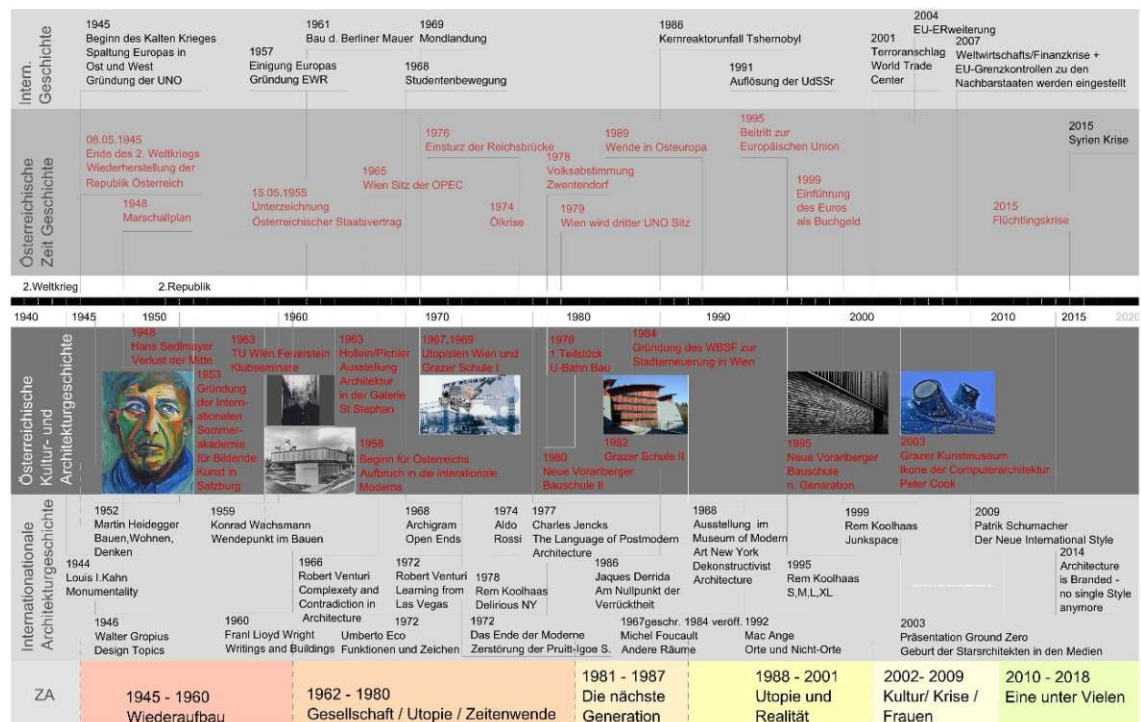 Intern.
Geschichte
1945
Beginn des Kalten Krieges
Spaltung Europas in
Ost und West
Gründung der UNO
1957
Einigung Europas
Gründung EWR
1961
Bau d. Berliner Mauer
1969
Mondlandung
1968
Studentenbewegung
1986
Kernreaktorunfall Tshernobyl
1991
Auflösung der UdSSr
2001
Terroranschlag
World Trade
Center
2004
EU-ERweiterung
2007
Weltwirtschafts/Finanzkrise +
EU-Grenzkontrollen zu den
Nachbarstaaten werden eingestellt
2015
Syrien Krise
Österreichische
Zeit Geschichte
08.05.1945
Ende des 2. Weltkriegs
Wiederherstellung der
Republik Österreich
1948
Marschallplan
15.05.1955
Unterzeichnung
Österreichischer Staatsvertrag
1965
Wien Sitz der OPEC
1976
Einsturz der Reichsbrücke
1974
Ölkrise
1978
Volksabstimmung
Zwentendorf
1979
Wien wird dritter UNO Sitz
1989
Wende in Osteuropa
1995
Beitritt zur
Europäischen Union
1999
Einführung
des Euros
als Buchgeld
2015
Flüchtlingskrise
2.Weltkrieg
2.Republik
1940 1945 1950 1960 1970 1980 1990 2000 2010 2015 2020
Österreichische
Kultur- und
Architekturgeschichte
1948
Hans Sedlmayer
Verlust der Mitte
1953
Gründung
der Intern-
ationalen
Sommer-
akademie
für Bildende
Kunst in
Salzburg
1963
TU Wien Feuerstein
Klubseminare
1963
Hollein/Pichler
Ausstellung
Architektur
in der Galerie
St.Stephan
1958
Beginn für Österreichs
Aufbruch in die interationale
Moderns
1967,1969
Utopislen Wien und
Grazer Schule I
1978
1 Teilstück
U-Bahn Bau
1980
Neue Vorarlberger
Bauschule II
1984
Gründung des WBSF zur
Stadterneuerung in Wien
1982
Grazer Schule II
1995
Neue Vorarlberger
Bauschule
n. Genaration
2003
Grazer Kunstmuseum
Ikone der Computerarchitektur
Peter Cook
Internationationale
Architekturgeschichte
1952
Martin Heidegger
Bauen,Wohnen,
Denken
1944
Louis I.Kahn
Monumentality
1946
Walter Gropius
Design Topics
1959
Konrad Wachsmann
Wendepunkt im Bauen
1960
Franl Lioyd Wright
Writings and Buildings
1966
Robert Venturi
Complexety and
Contradiction in
Architecture
1968
Archigram
Open Ends
1972
Robert Venturi
Learning from
Las Vegas
Umberto Eco 1972
Funktionen und Zeichen
1974
Aldo
Rossi
1978
Rem Koolhaas
Delirious NY
1972
Das Ende der Moderne
Zerstörung der Pruitt-Igoe S.
1977
Charles Jencks
The Language of Postmodern
Architecture
1986
Jaques Derrida
Am Nullpunkt der
Verrücktheit
1967geschr. 1984 veröff.
Michel Foucault
Andere Räume
1988
Ausstellung im
Museum of Modern
Art New York
Dekonstructivist
Architecture
1992
Mac Ange
Orte und Nicht-Orte
1995
Rem Koolhaas
S,M,L,XL
1999
Rem Koolhaas
Junkspace
2003
Präsentation Ground Zero
Geburt der Starsrchitekten in den Medien
2009
Patrik Schumacher
Der Neue International Style
2014
Architecture
is Branded -
no single Style
anymore
ZA
1945 - 1960
Wiederaufbau
1962 - 1980
Gesellschaft / Utopie / Zeitenwende
1981 - 1987
Die nächste
Generation
1988 - 2001
Utopie und
Realität
2002- 2009
Kultur/ Krise /
Frauen
2010 - 2018
Eine unter Vielen